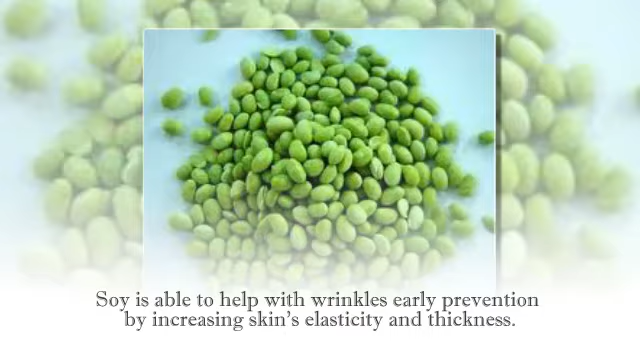 Soy is able to help with wrinkles early prevention
by increasing skin's elasticity and thickness.